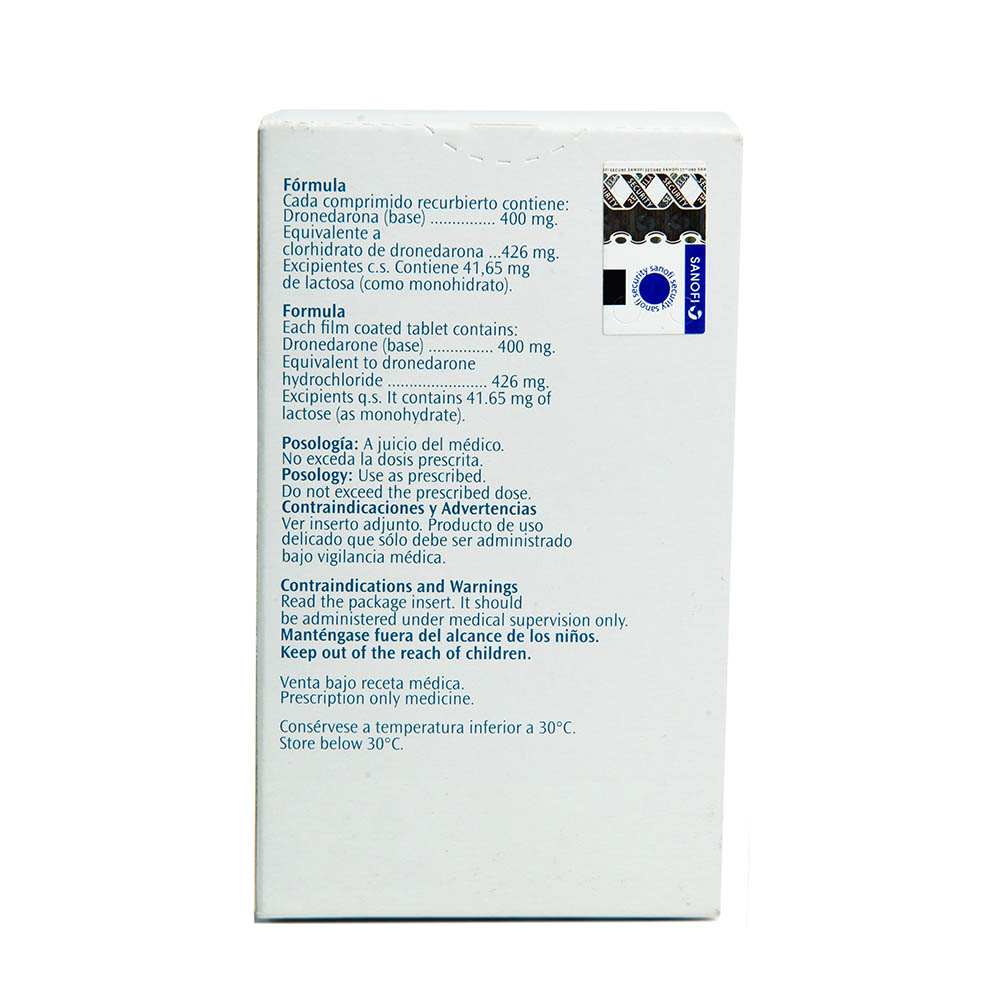 Fórmula
Cada comprimido recurbierto contiene:
Dronedarona (base) ............... 400 mg.
Equivalente a
clorhidrato de dronedarona ...426 mg.
Excipientes c.s. Contiene 41,65 mg
de lactosa (como monohidrato).
Formula
Each film coated tablet contains:
Dronedarone (base) ............... 400 mg.
Equivalent to dronedarone
hydrochloride ....................... 426 mg.
Excipients q.s. It contains 41.65 mg of
lactose (as monohydrate).
Posología: A juicio del médico.
No exceda la dosis prescrita.
Posology: Use as prescribed.
Do not exceed the prescribed dose.
Contraindicaciones y Advertencias
Ver inserto adjunto. Producto de uso
delicado que sólo debe ser administrado
bajo vigilancia médica.
Contraindications and Warnings
Read the package insert. It should
be administered under medical supervision only.
Manténgase fuera del alcance de los niños.
Keep out of the reach of children.
Venta bajo receta médica.
Prescription only medicine.
Consérvese a temperatura inferior a 30°C.
Store below 30°C.
SECURE SANOFI
SECURITY
SECURITY
SANOFI
sanofi security sanofi security